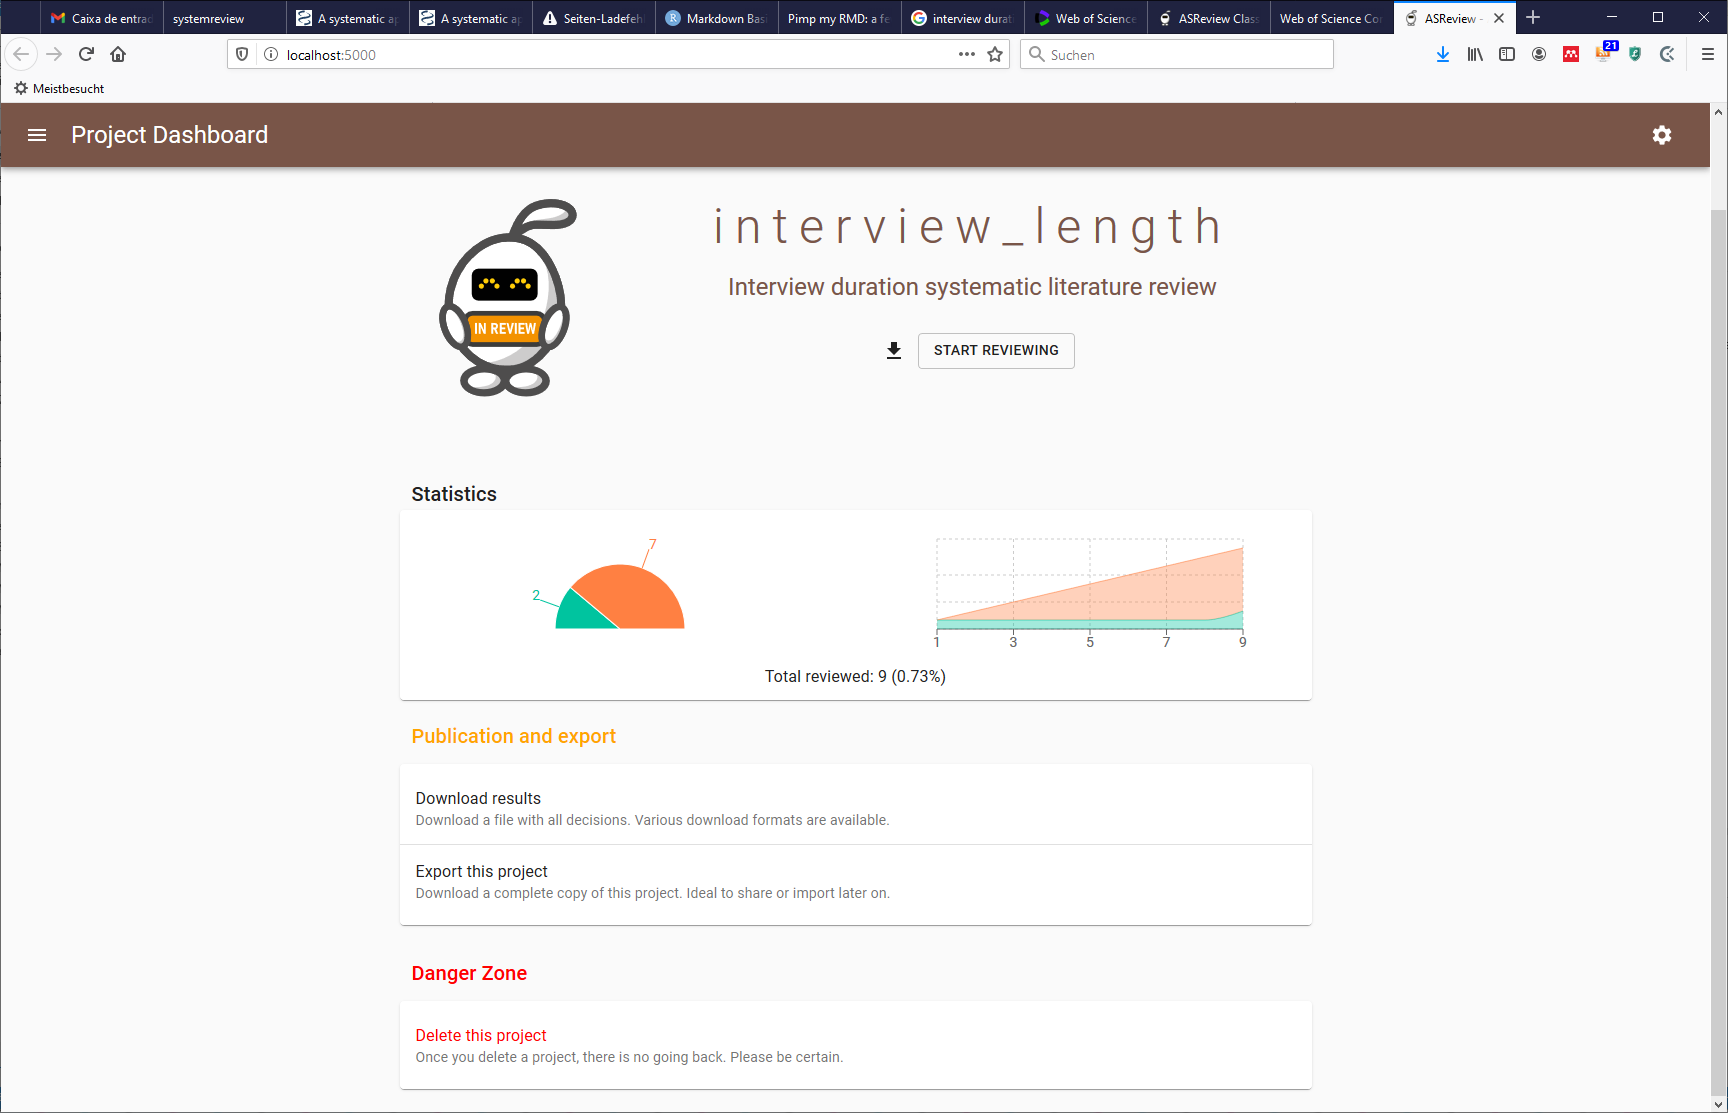 Caixa de entrad
systemreview
A systematic ap
A systematic ap
Seiten-Ladefeh
Markdown Bas
Pimp my RMD: a fe
interview durat
Web of Science
ASReview Class
Web of Science Co
ASReview -
localhost:5000
Suchen
21
Meistbesucht
Project Dashboard
interview_length
Interview duration systematic literature review
IN REVIEW
START REVIEWING
Statistics
7
2
1 3 5 7 9
Total reviewed: 9 (0.73%)
Publication and export
Download results
Download a file with all decisions. Various download formats are available.
Export this project
Download a complete copy of this project. Ideal to share or import later on.
Danger Zone
Delete this project
Once you delete a project, there is no going back. Please be certain.